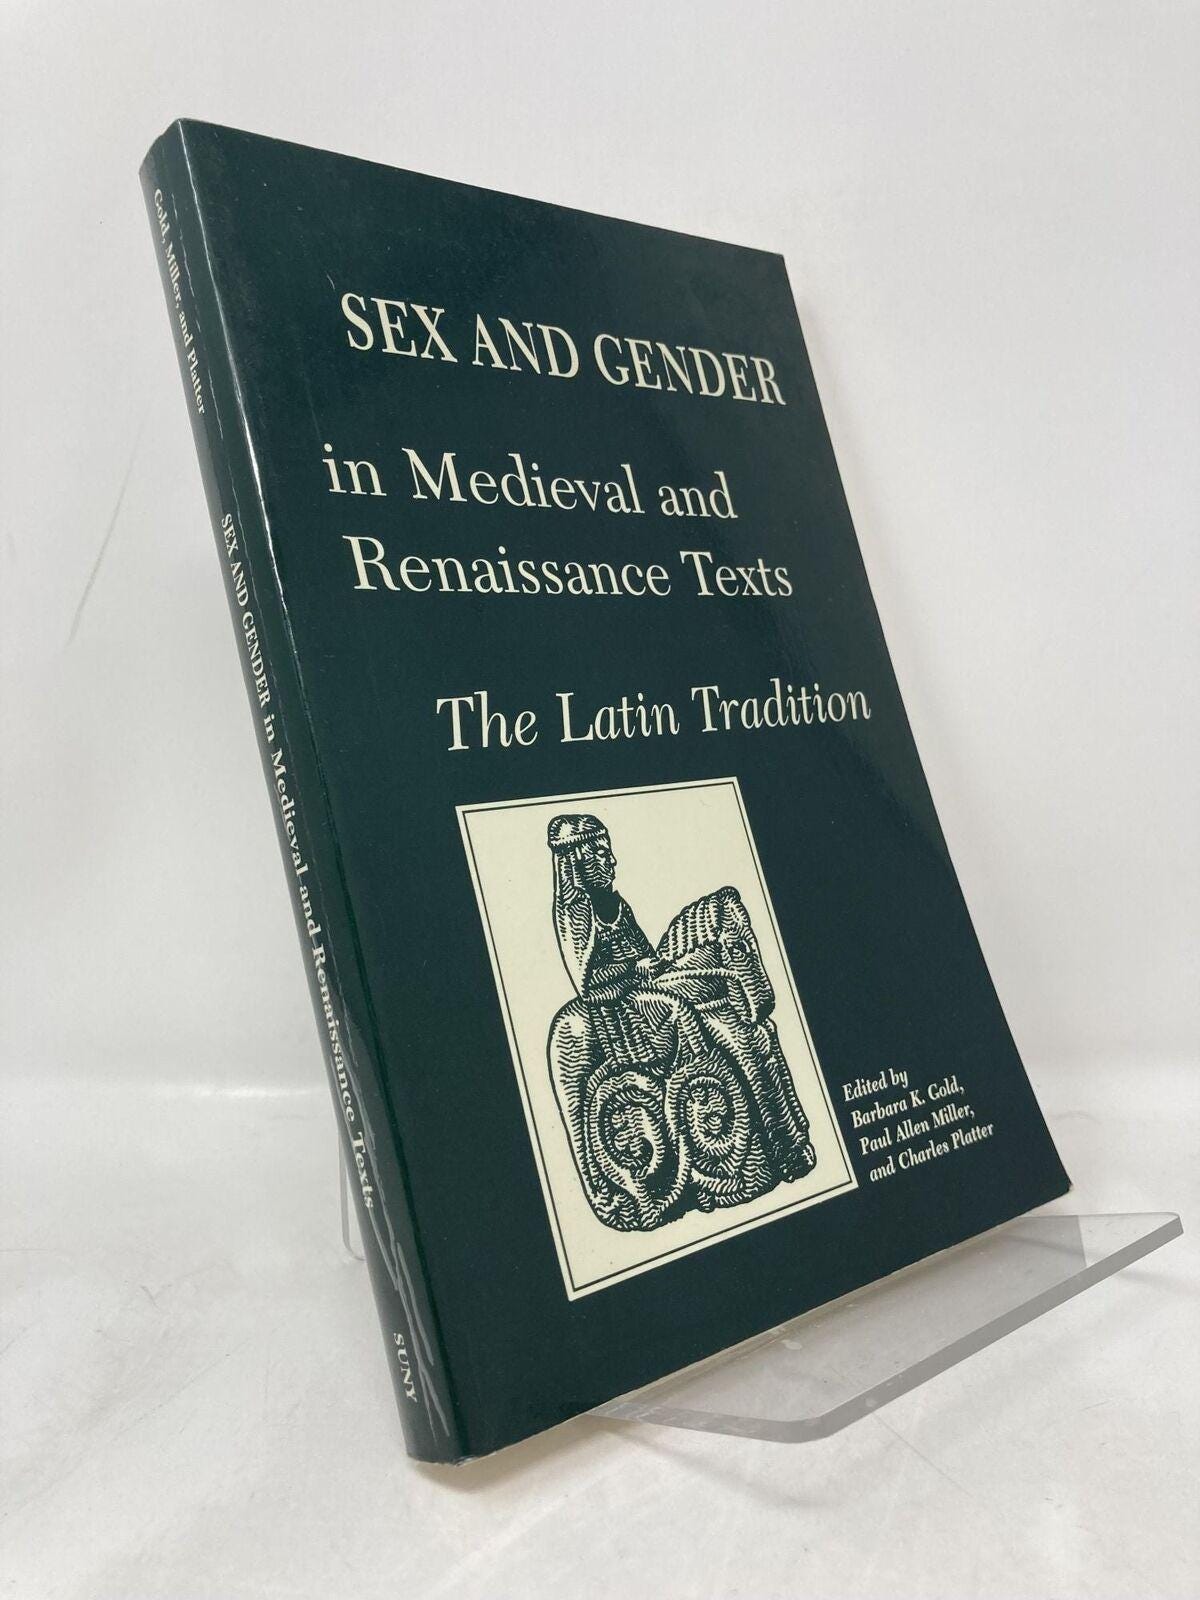 SEX AND GENDER
in Medieval and
Renaissance Texts
The Latin Tradition
Edited by
Barbara K. Gold,
Paul Allen Miller,
and Charles Platter
Gold, Miller, and Platter
SEX AND GENDER in Medieval and Renaissance Texts
SUNY